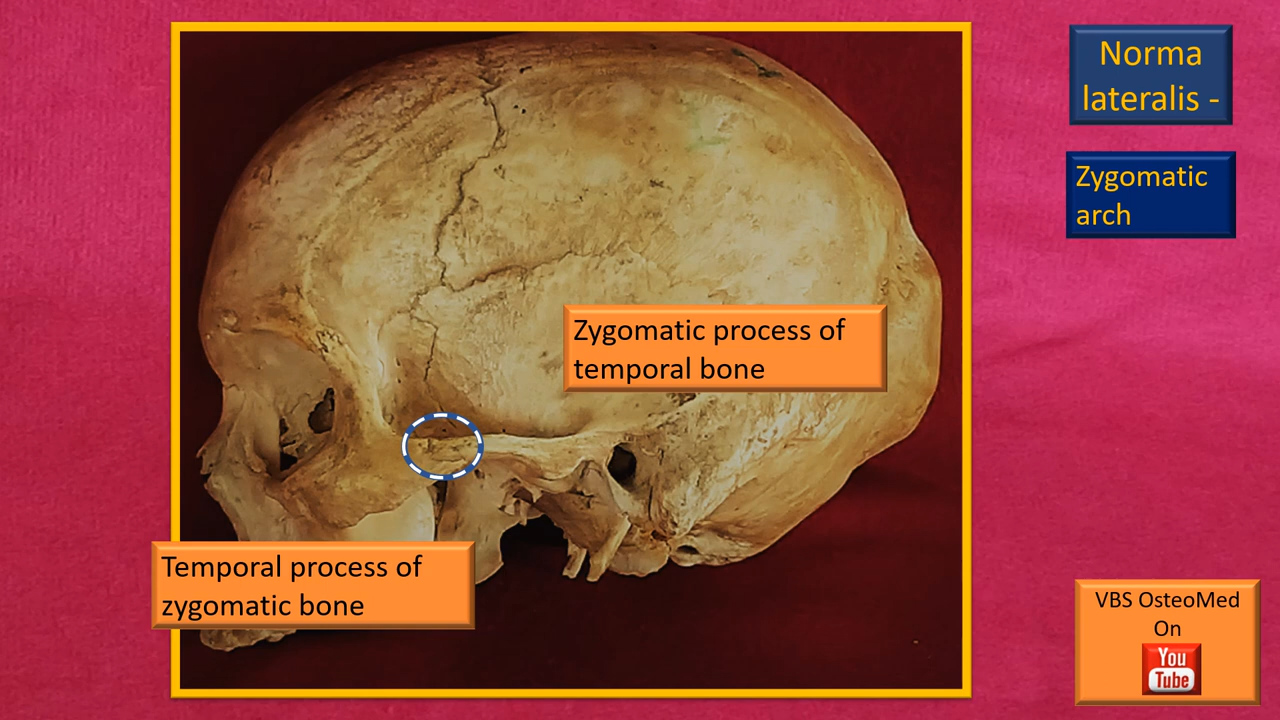 Norma
lateralis -
Zygomatic
arch
Zygomatic process of
temporal bone
Temporal process of
zygomatic bone
VBS OsteoMed
On
You
Tube